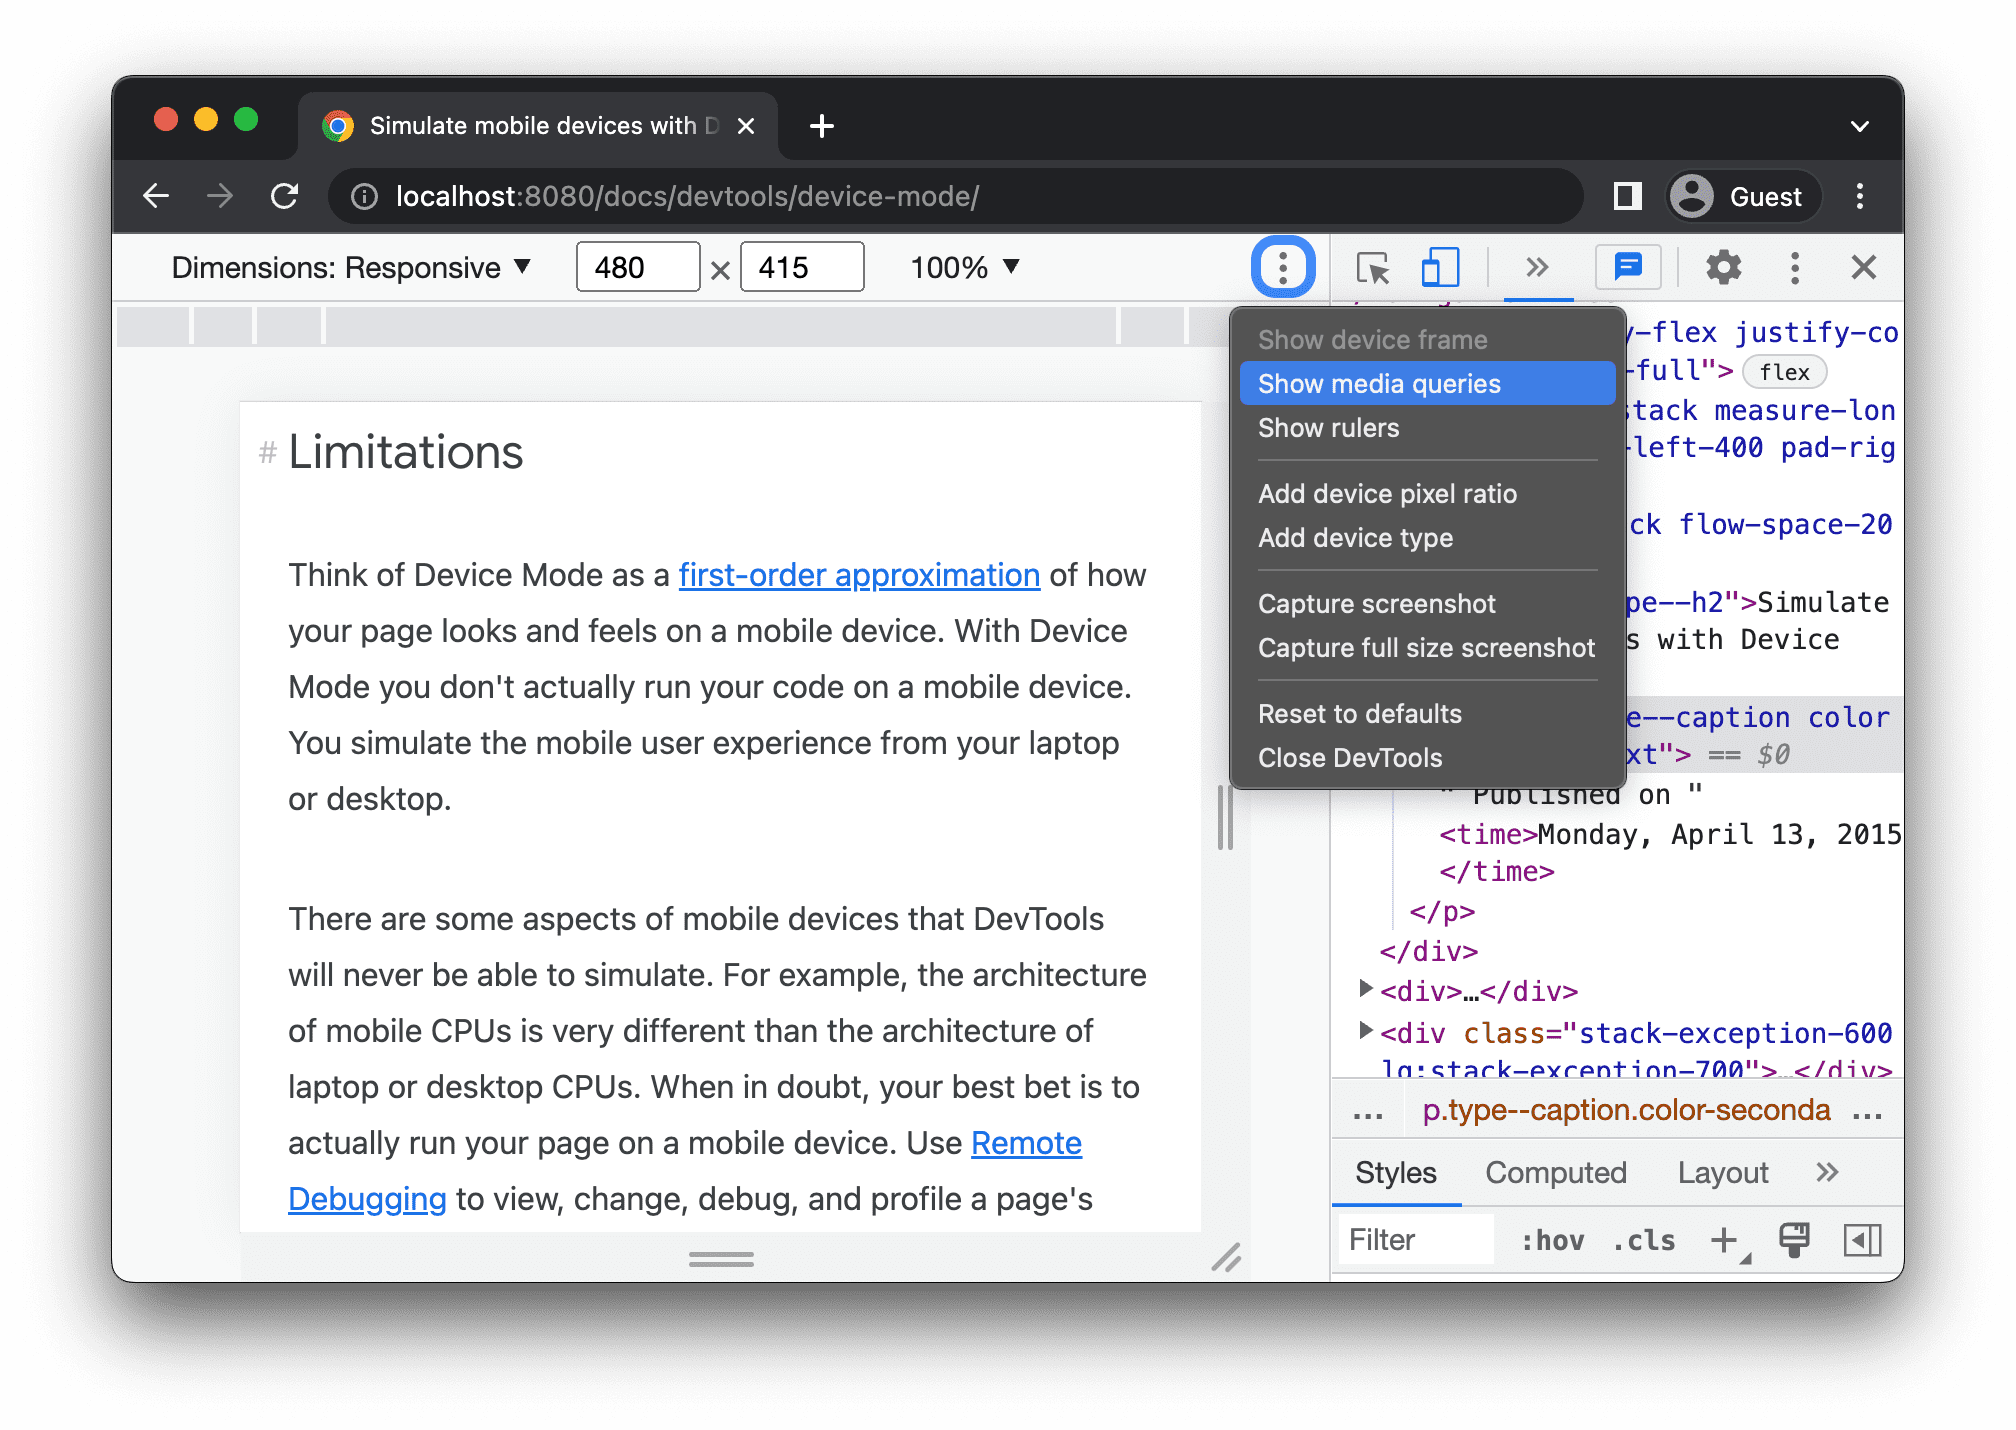 Simulate mobile devices with D
localhost:8080/docs/devtools/device-mode/
Guest
Dimensions: Responsive
480 × 415
100%
Show device frame
Show media queries
Show rulers
Add device pixel ratio
Add device type
Capture screenshot
Capture full size screenshot
Reset to defaults
Close DevTools
# Limitations
Think of Device Mode as a first-order approximation of how
your page looks and feels on a mobile device. With Device
Mode you don't actually run your code on a mobile device.
You simulate the mobile user experience from your laptop
or desktop.
There are some aspects of mobile devices that DevTools
will never be able to simulate. For example, the architecture
of mobile CPUs is very different than the architecture of
laptop or desktop CPUs. When in doubt, your best bet is to
actually run your page on a mobile device. Use Remote
Debugging to view, change, debug, and profile a page's
y-flex justify-co
-full"> flex
stack measure-lon
-left-400 pad-rig
ck flow-space-20
pe--h2">Simulate
s with Device
e--caption color
xt"> == $0
" Published on "
<time>Monday, April 13, 2015
</time>
</p>
</div>
<div>…</div>
<div class="stack-exception-600
lg:stack-exception-700">…</div>
... p.type--caption.color-seconda ...
Styles Computed Layout
Filter :hov .cls